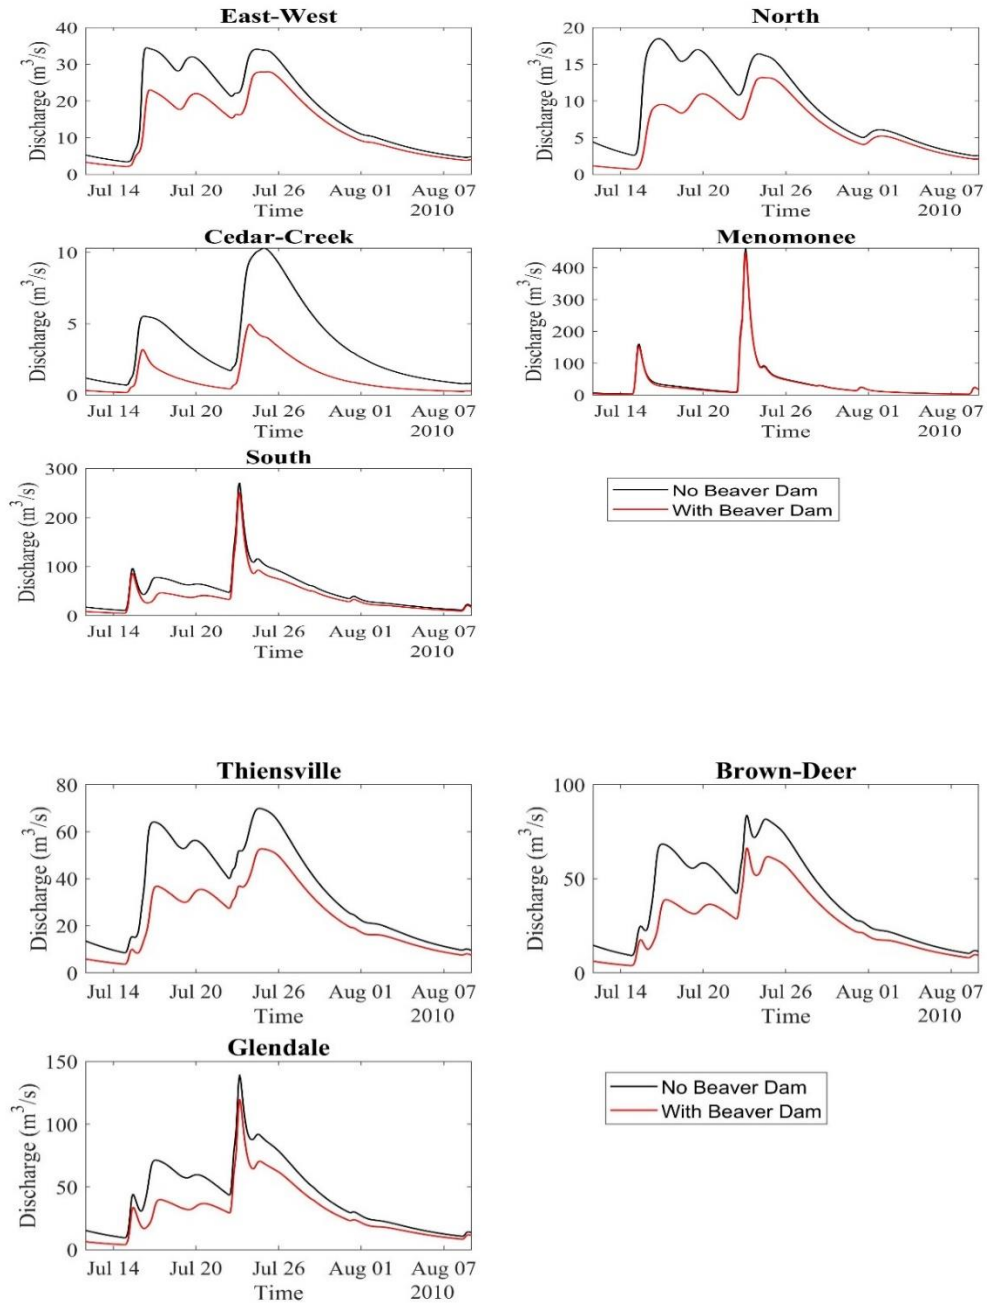 East-West
Discharge (m³/s)
40
30
20
10
0
Jul 14 Jul 20 Jul 26 Aug 01 Aug 07
Time 2010
North
Discharge (m³/s)
20
15
10
5
0
Jul 14 Jul 20 Jul 26 Aug 01 Aug 07
Time 2010
Cedar-Creek
Discharge (m³/s)
10
5
0
Jul 14 Jul 20 Jul 26 Aug 01 Aug 07
Time 2010
Menomonee
Discharge (m³/s)
400
300
200
100
0
Jul 14 Jul 20 Jul 26 Aug 01 Aug 07
Time 2010
South
Discharge (m³/s)
300
200
100
0
Jul 14 Jul 20 Jul 26 Aug 01 Aug 07
Time 2010
No Beaver Dam
With Beaver Dam
Thiensville
Discharge (m³/s)
80
60
40
20
0
Jul 14 Jul 20 Jul 26 Aug 01 Aug 07
Time 2010
Brown-Deer
Discharge (m³/s)
100
50
0
Jul 14 Jul 20 Jul 26 Aug 01 Aug 07
Time 2010
Glendale
Discharge (m³/s)
150
100
50
0
Jul 14 Jul 20 Jul 26 Aug 01 Aug 07
Time 2010
No Beaver Dam
With Beaver Dam